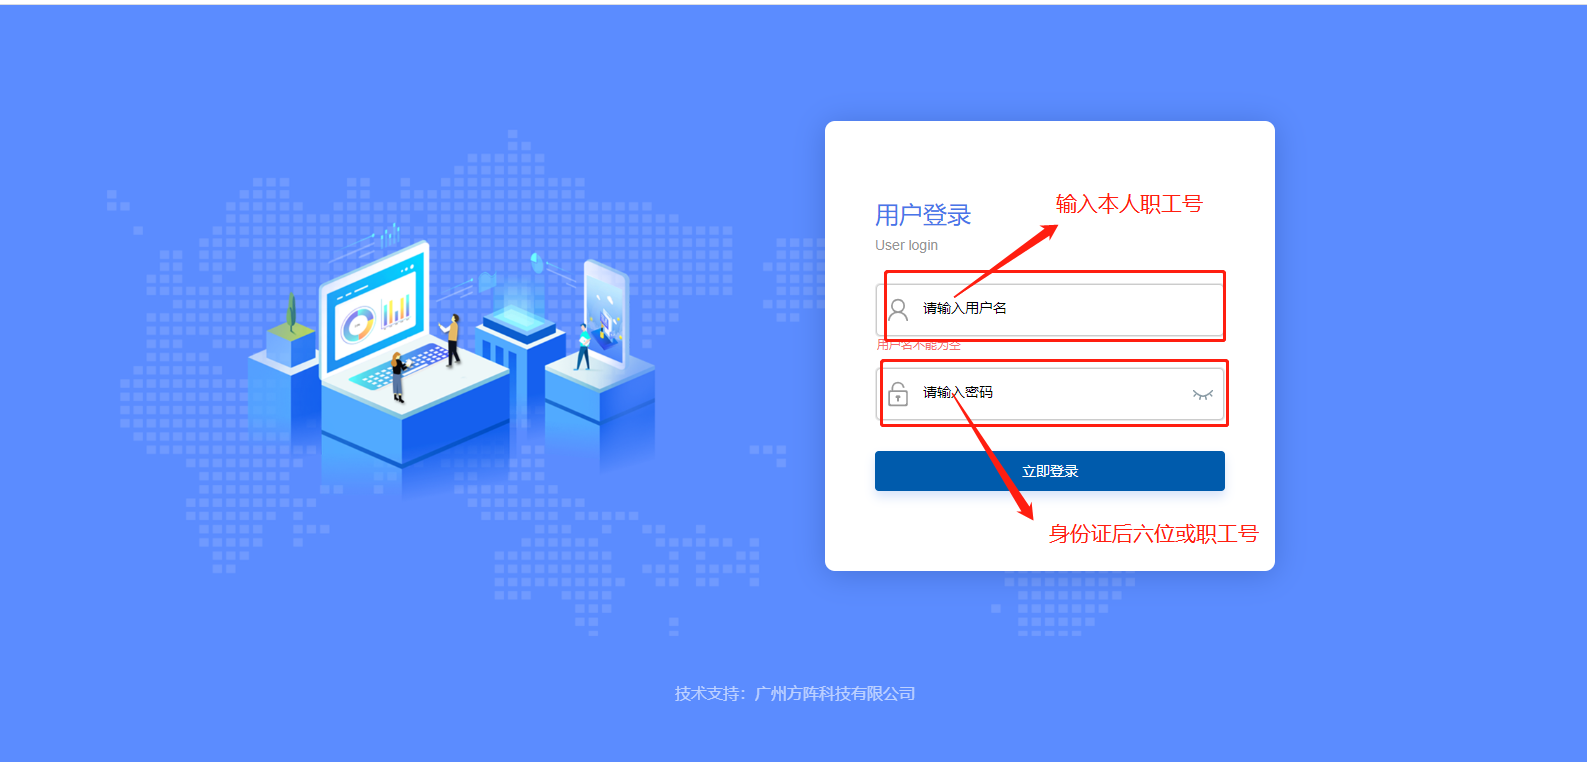 用户登录
输入本人职工号
User login
请输入用户名
用户名不能为空
请输入密码
立即登录
身份证后六位或职工号
技术支持：广州方阵科技有限公司